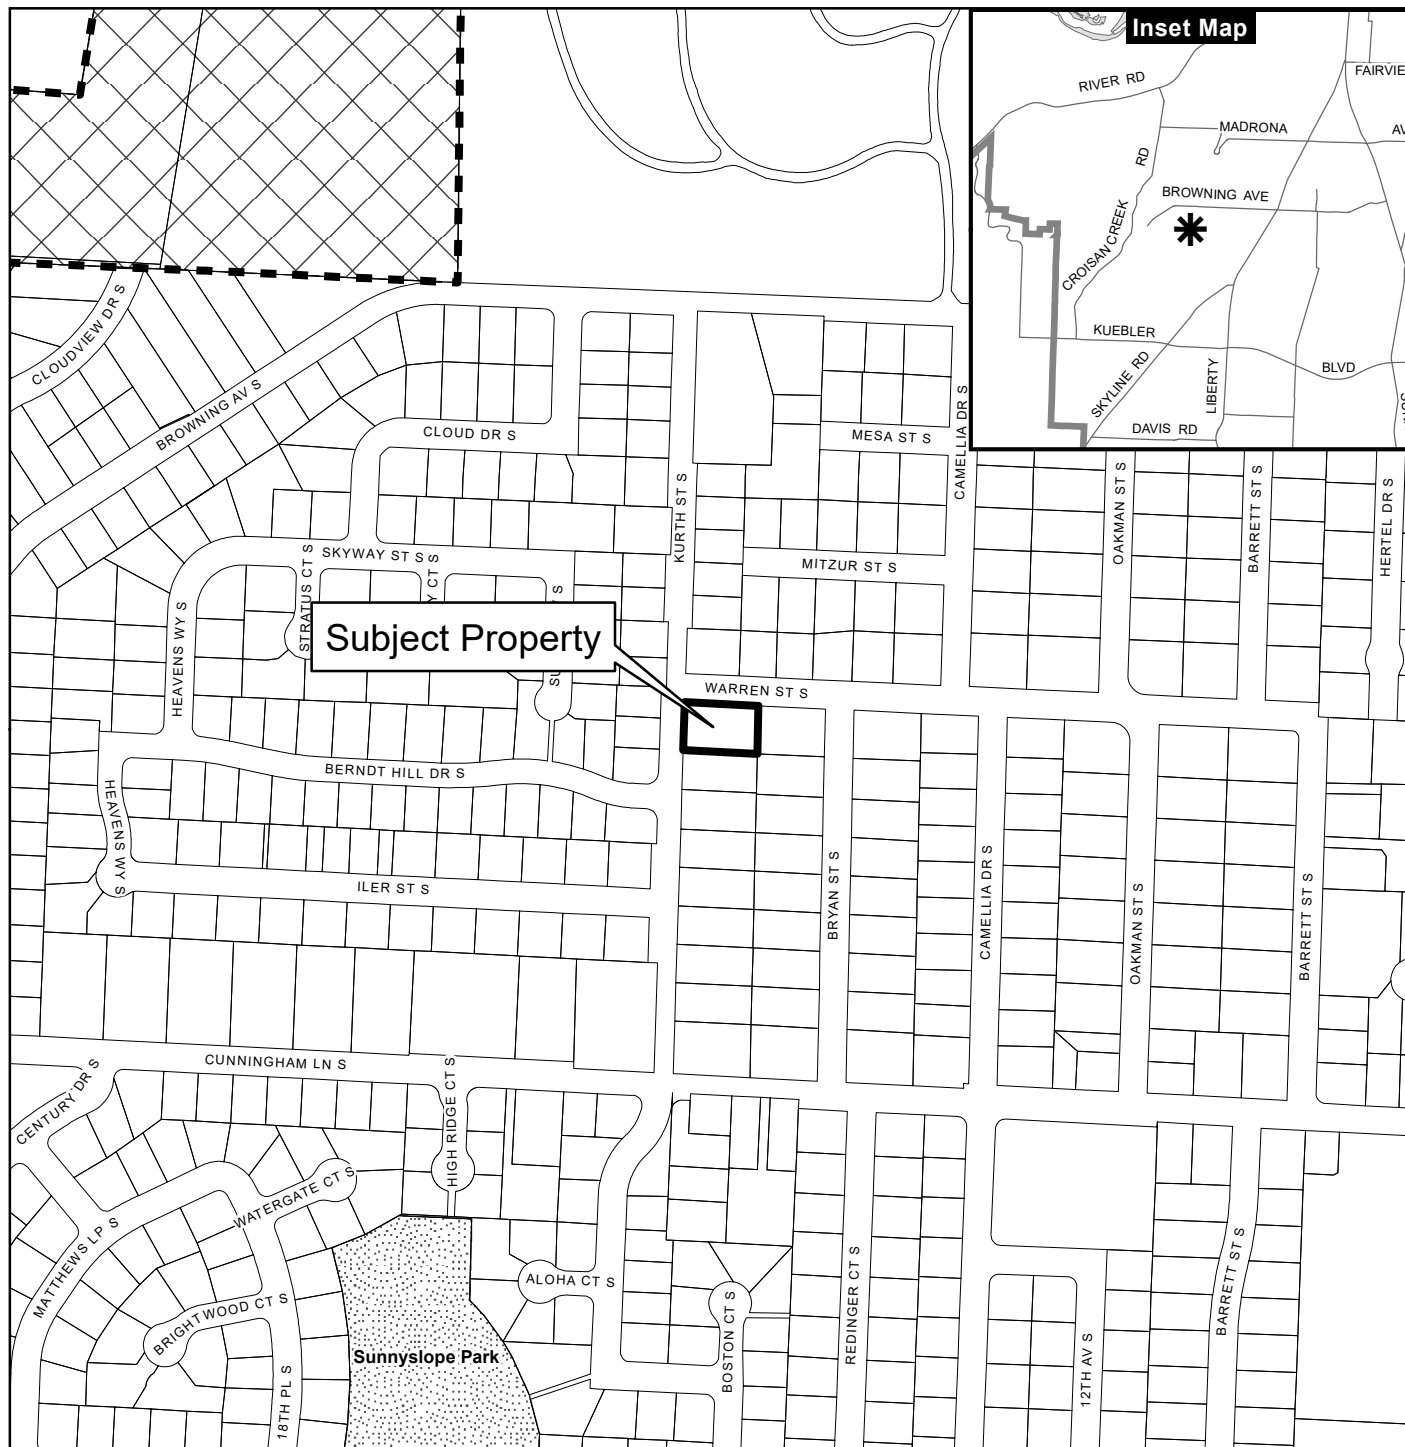 Inset Map
RIVER RD
FAIRVIE
MADRONA
AV
RD
BROWNING AVE
CROISAN CREEK
KUEBLER
BLVD
SKYLINE RD
LIBERTY
DAVIS RD
CLOUDVIEW DR S
BROWNING AV S
CLOUD DR S
MESA ST S
CAMELLIA DR S
KURTH ST S
OAKMAN ST S
BARRETT ST S
HERTEL DR S
SKYWAY ST S
STRATUS CT S
Y CT S
Y S
SU
MITZUR ST S
HEAVENS WY S
Subject Property
WARREN ST S
BERNDT HILL DR S
HEAVENS WY S
ILER ST S
BRYAN ST S
CAMELLIA DR S
OAKMAN ST S
BARRETT ST S
CUNNINGHAM LN S
CENTURY DR S
HIGH RIDGE CT S
WATERGATE CT S
MATTHEWS LP S
BRIGHTWOOD CT S
18TH PL S
Sunnyslope Park
ALOHA CT S
BOSTON CT S
REDINGER CT S
12TH AV S
BARRETT ST S